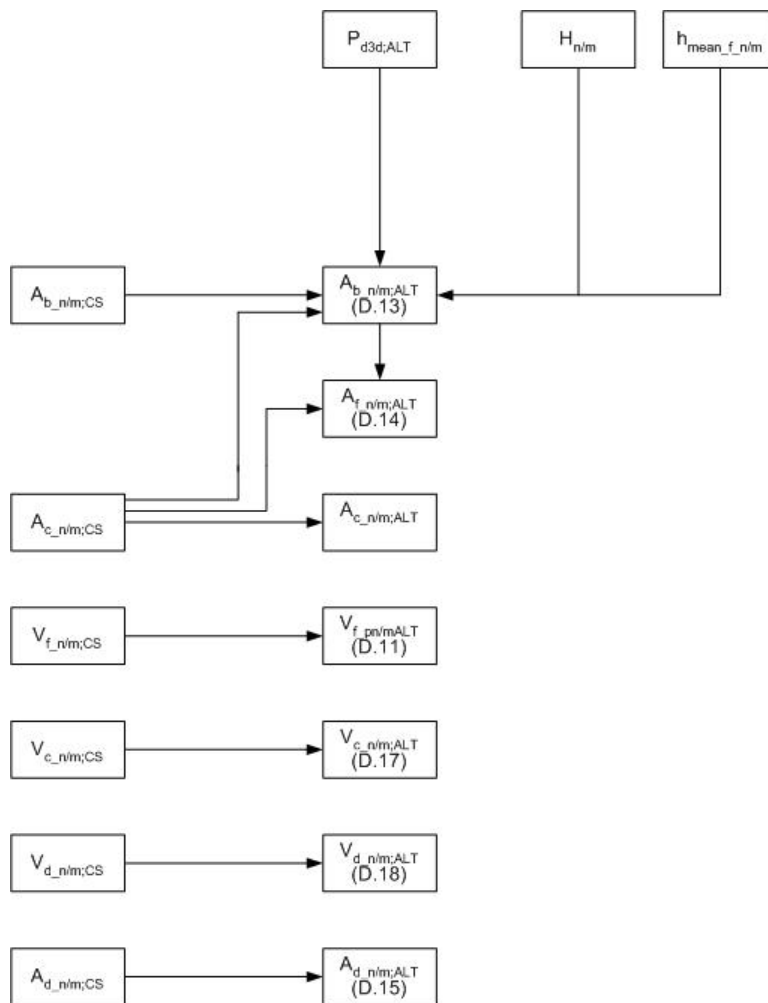 P_d3d;ALT
H_n/m
h_mean_f_n/m
A_b_n/m;CS
A_b_n/m;ALT
(D.13)
A_f_n/m;ALT
(D.14)
A_c_n/m;CS
A_c_n/m;ALT
V_f_n/m;CS
V_f_pn/mALT
(D.11)
V_c_n/m;CS
V_c_n/m;ALT
(D.17)
V_d_n/m;CS
V_d_n/m;ALT
(D.18)
A_d_n/m;CS
A_d_n/m;ALT
(D.15)